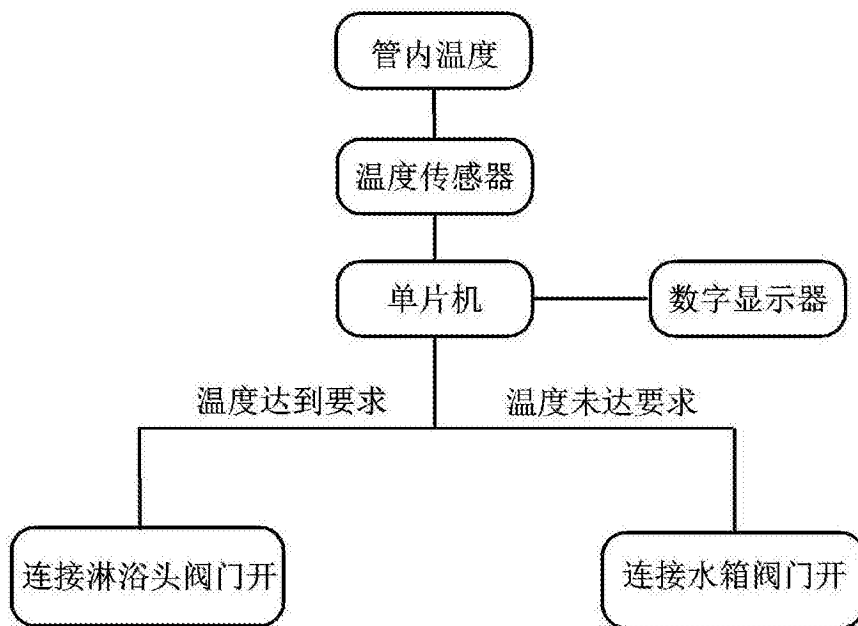 管内温度
温度传感器
单片机
数字显示器
温度达到要求
温度未达要求
连接淋浴头阀门开
连接水箱阀门开